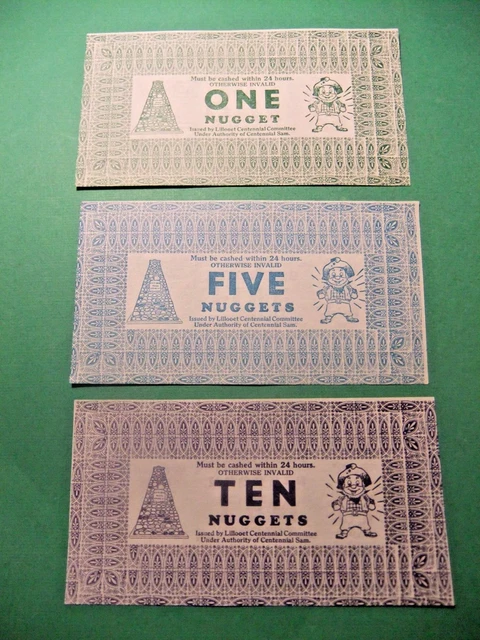 Must be cashed within 24 hours.
OTHERWISE INVALID
ONE
NUGGET
Issued by Lillooet Centennial Committee
Under Authority of Centennial Sam.
Must be cashed within 24 hours.
OTHERWISE INVALID
FIVE
NUGGETS
Issued by Lillooet Centennial Committee
Under Authority of Centennial Sam.
Must be cashed within 24 hours.
OTHERWISE INVALID
TEN
NUGGETS
Issued by Lillooet Centennial Committee
Under Authority of Centennial Sam.